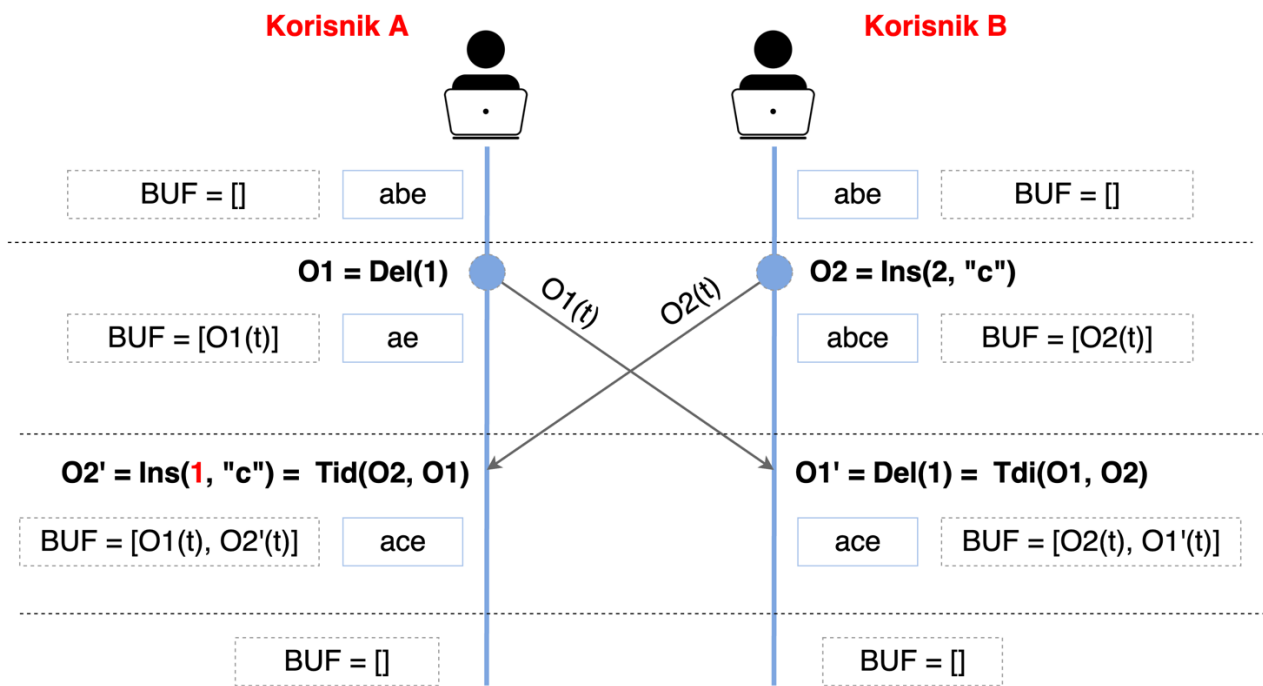 Korisnik A
Korisnik B
BUF = []
abe
abe
BUF = []
O1 = Del(1)
O1(t)
O2(t)
O2 = Ins(2, "c")
BUF = [O1(t)]
ae
abce
BUF = [O2(t)]
O2' = Ins(1, "c") = Tid(O2, O1)
O1' = Del(1) = Tdi(O1, O2)
BUF = [O1(t), O2'(t)]
ace
ace
BUF = [O2(t), O1'(t)]
BUF = []
BUF = []